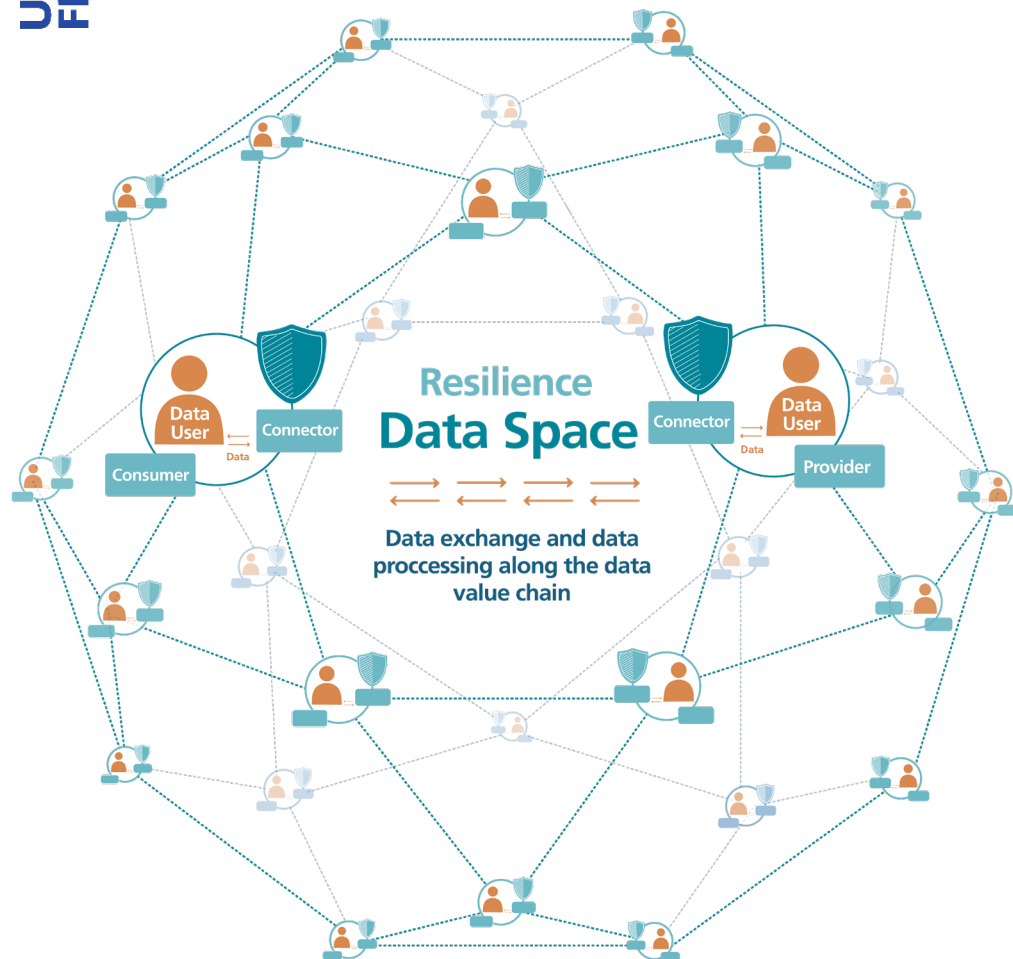 Resilience
Data Space
Data User
Data
Connector
Consumer
Connector
Data
Data User
Provider
Data exchange and data
proccessing along the data
value chain